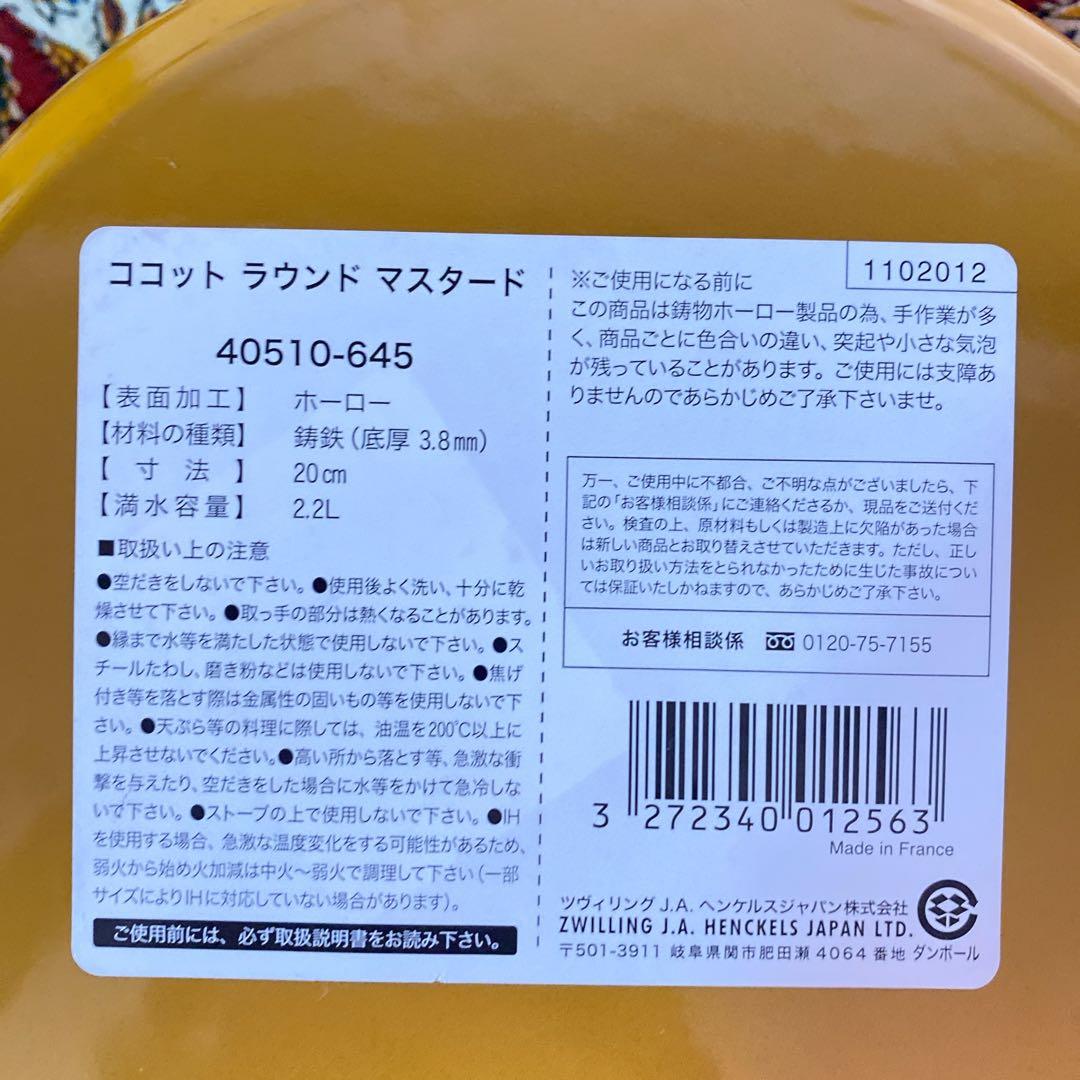 ココット ラウンド マスタード
40510-645
【表面加工】 ホーロー
【材料の種類】 鋳鉄(底厚 3.8㎜)
【 寸 法 】 20㎝
【満水容量】 2.2L
■取扱い上の注意
●空だきをしないで下さい。●使用後よく洗い、十分に乾
燥させて下さい。●取っ手の部分は熱くなることがあります。
●縁まで水等を満たした状態で使用しないで下さい。●ス
チールたわし、磨き粉などは使用しないで下さい。●焦げ
付き等を落とす際は金属性の固いもの等を使用しないで下
さい。●天ぷら等の料理に際しては、油温を200℃以上に
上昇させないでください。●高い所から落とす等、急激な衝
撃を与えたり、空だきをした場合に水等をかけて急冷しな
いで下さい。●ストーブの上で使用しないで下さい。●IH
を使用する場合、急激な温度変化をする可能性があるため、
弱火から始め火加減は中火〜弱火で調理して下さい(一部
サイズによりIHに対応していない場合があります)。
ご使用前には、必ず取扱説明書をお読み下さい。
1102012
※ご使用になる前に
この商品は鋳物ホーロー製品の為、手作業が多
く、商品ごとに色合いの違い、突起や小さな気泡
が残っていることがあります。ご使用には支障あ
りませんのであらかじめご了承下さいませ。
万一、ご使用中に不都合、ご不明な点がございましたら、下
記の「お客様相談係」にご連絡くださるか、現品をご送付くだ
さい。検査の上、原材料もしくは製造上に欠陥があった場合
は新しい商品とお取り替えさせていただきます。ただし、正し
いお取り扱い方法をとられなかったために生じた事故につい
ては保証いたしかねますので、あらかじめご了承下さい。
お客様相談係 0120-75-7155
3 272340 012563
Made in France
ツヴィリング J.A. ヘンケルスジャパン株式会社
ZWILLING J.A. HENCKELS JAPAN LTD.
〒501-3911 岐阜県関市肥田瀬 4064 番地 ダンボール